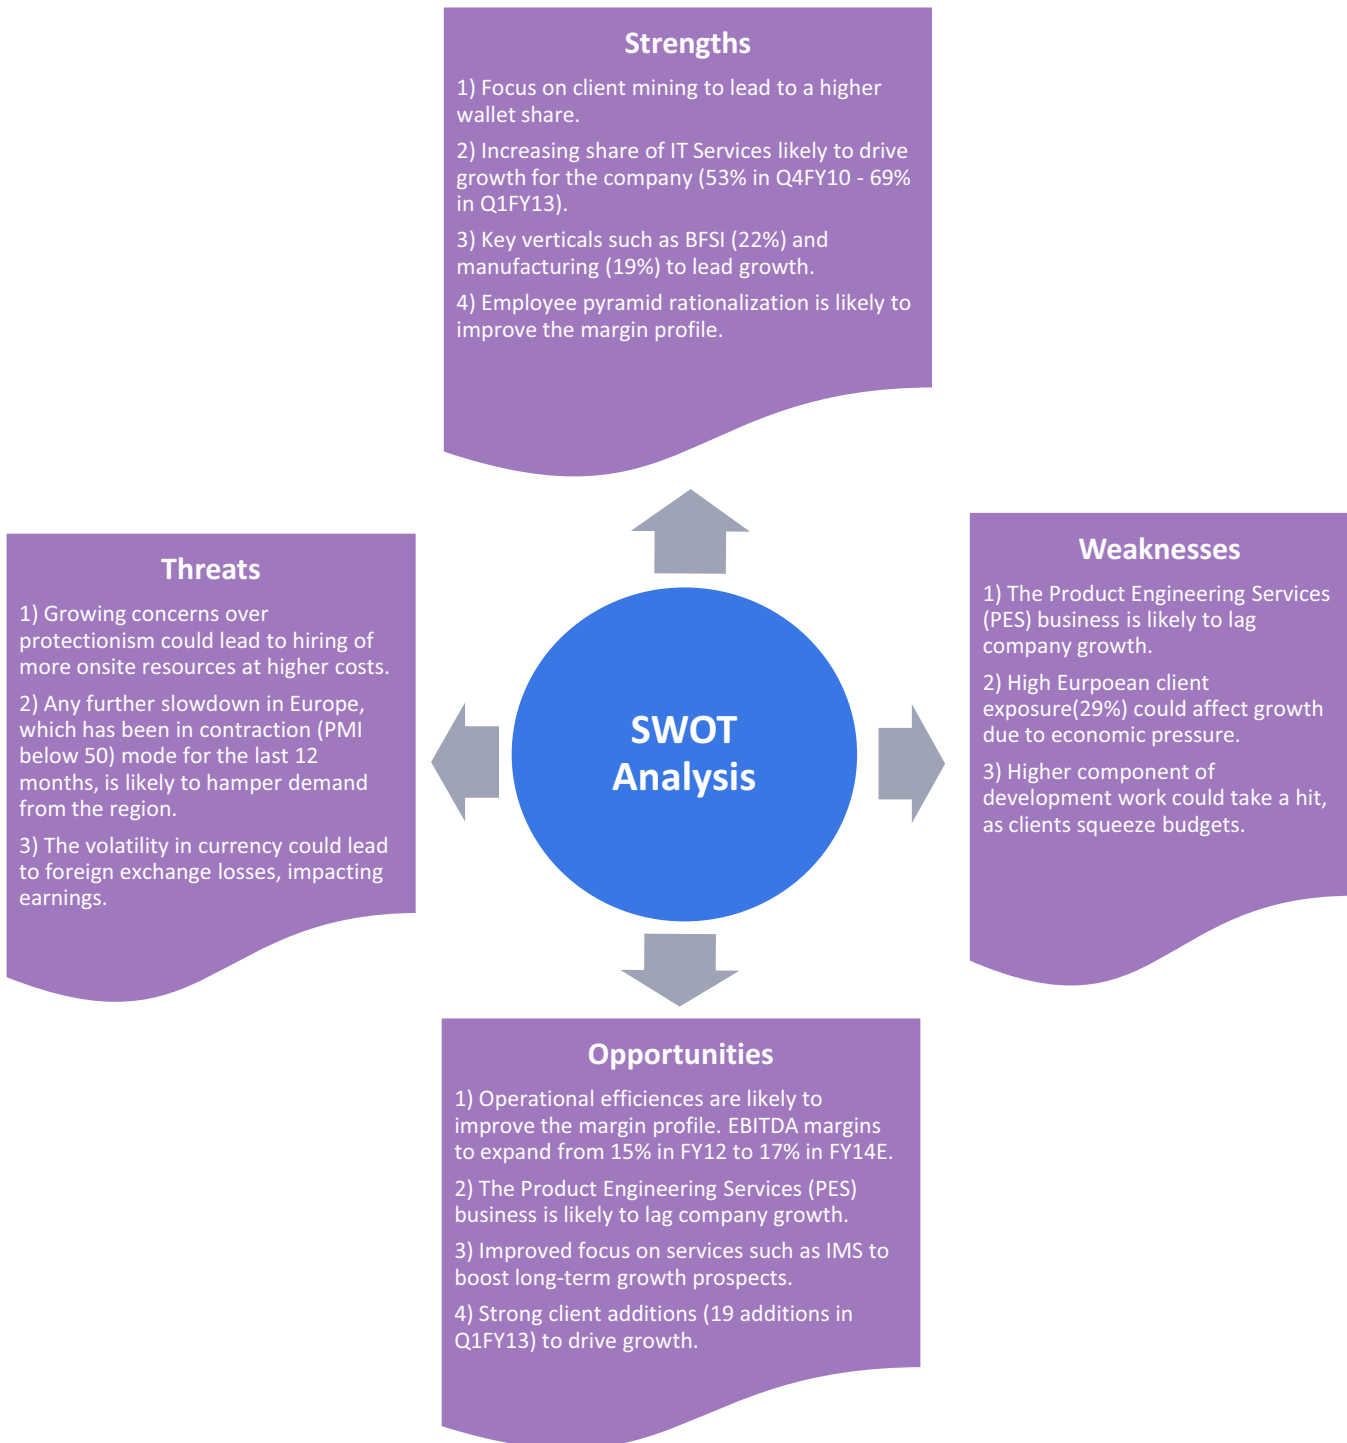 Strengths
1) Focus on client mining to lead to a higher
wallet share.
2) Increasing share of IT Services likely to drive
growth for the company (53% in Q4FY10 - 69%
in Q1FY13).
3) Key verticals such as BFSI (22%) and
manufacturing (19%) to lead growth.
4) Employee pyramid rationalization is likely to
improve the margin profile.
Threats
1) Growing concerns over
protectionism could lead to hiring of
more onsite resources at higher costs.
2) Any further slowdown in Europe,
which has been in contraction (PMI
below 50) mode for the last 12
months, is likely to hamper demand
from the region.
3) The volatility in currency could lead
to foreign exchange losses, impacting
earnings.
SWOT
Analysis
Weaknesses
1) The Product Engineering Services
(PES) business is likely to lag
company growth.
2) High Eurpoean client
exposure(29%) could affect growth
due to economic pressure.
3) Higher component of
development work could take a hit,
as clients squeeze budgets.
Opportunities
1) Operational efficiences are likely to
improve the margin profile. EBITDA margins
to expand from 15% in FY12 to 17% in FY14E.
2) The Product Engineering Services (PES)
business is likely to lag company growth.
3) Improved focus on services such as IMS to
boost long-term growth prospects.
4) Strong client additions (19 additions in
Q1FY13) to drive growth.